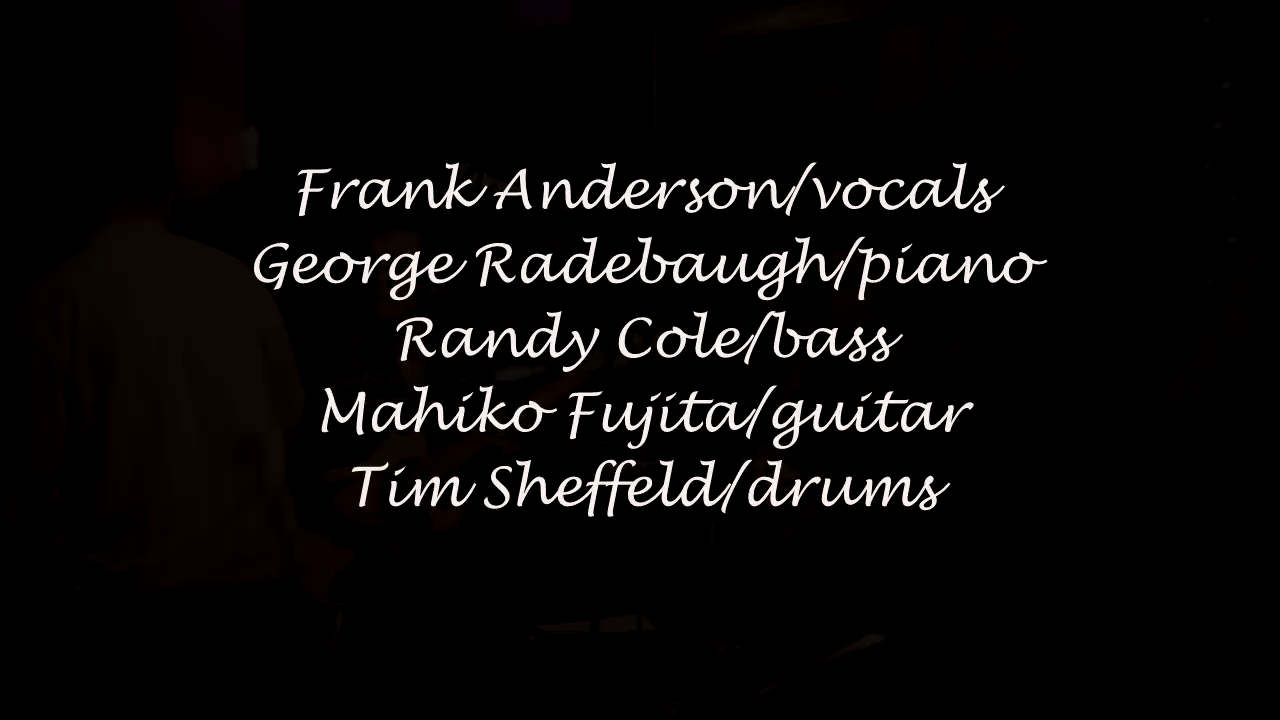 Frank Anderson/vocals
George Radebaugh/piano
Randy Cole/bass
Mahiko Fujita/guitar
Tim Sheffeld/drums